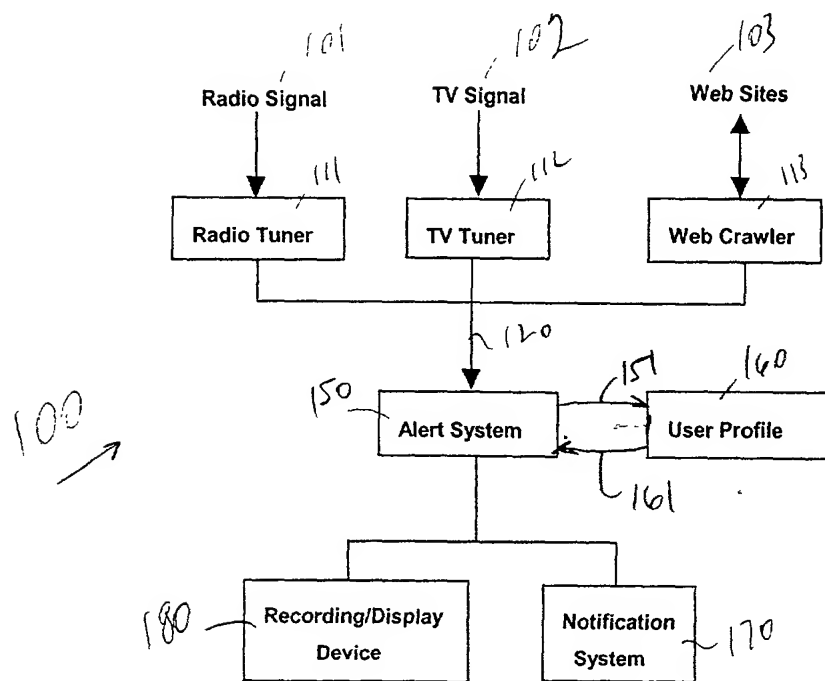 101 102 103
Radio Signal TV Signal Web Sites
111 112 113
Radio Tuner TV Tuner Web Crawler
120
150 151 160
100 Alert System User Profile
161
180 Recording/Display Device Notification System 170